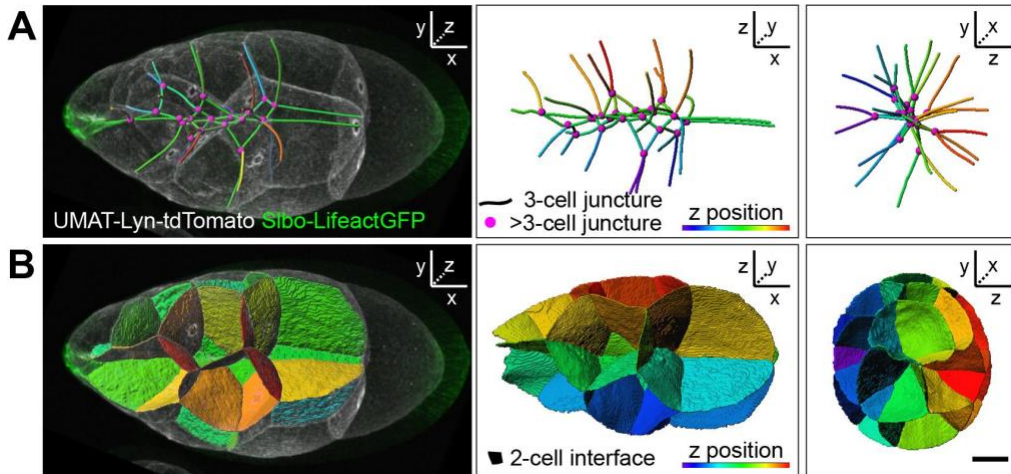 A
y z
x
z y
x
y x
z
UMAT-Lyn-tdTomato Slbo-LifeactGFP
3-cell juncture
>3-cell juncture
z position
B
y z
x
z y
x
y x
z
2-cell interface
z position